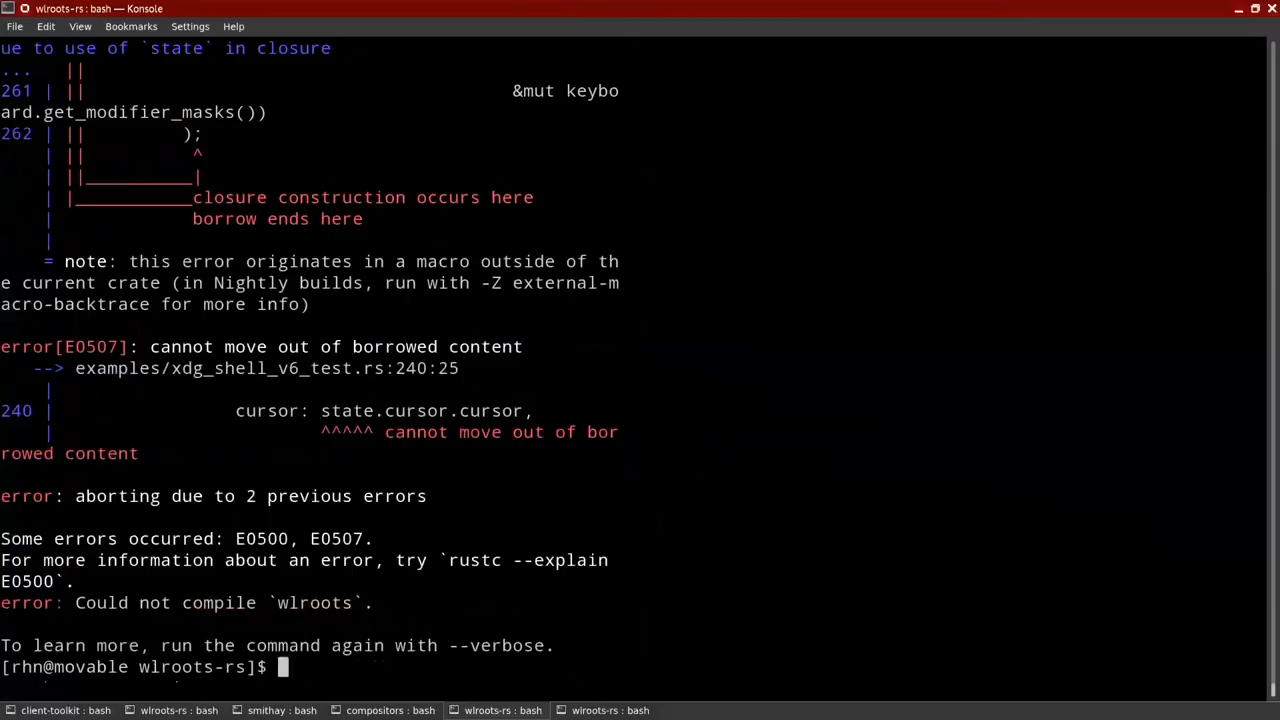 wlroots-rs : bash — Konsole
File Edit View Bookmarks Settings Help
ue to use of `state` in closure
... ||
261 | || &mut keybo
ard.get_modifier_masks())
262 | || );
| || ^
| ||__________|
| |___________closure construction occurs here
| borrow ends here
|
= note: this error originates in a macro outside of th
e current crate (in Nightly builds, run with -Z external-m
acro-backtrace for more info)
error[E0507]: cannot move out of borrowed content
--> examples/xdg_shell_v6_test.rs:240:25
|
240 | cursor: state.cursor.cursor,
| ^^^^^ cannot move out of bor
rowed content
error: aborting due to 2 previous errors
Some errors occurred: E0500, E0507.
For more information about an error, try `rustc --explain
E0500`.
error: Could not compile `wlroots`.
To learn more, run the command again with --verbose.
[rhn@movable wlroots-rs]$
client-toolkit : bash wlroots-rs : bash smithay : bash compositors : bash wlroots-rs : bash wlroots-rs : bash